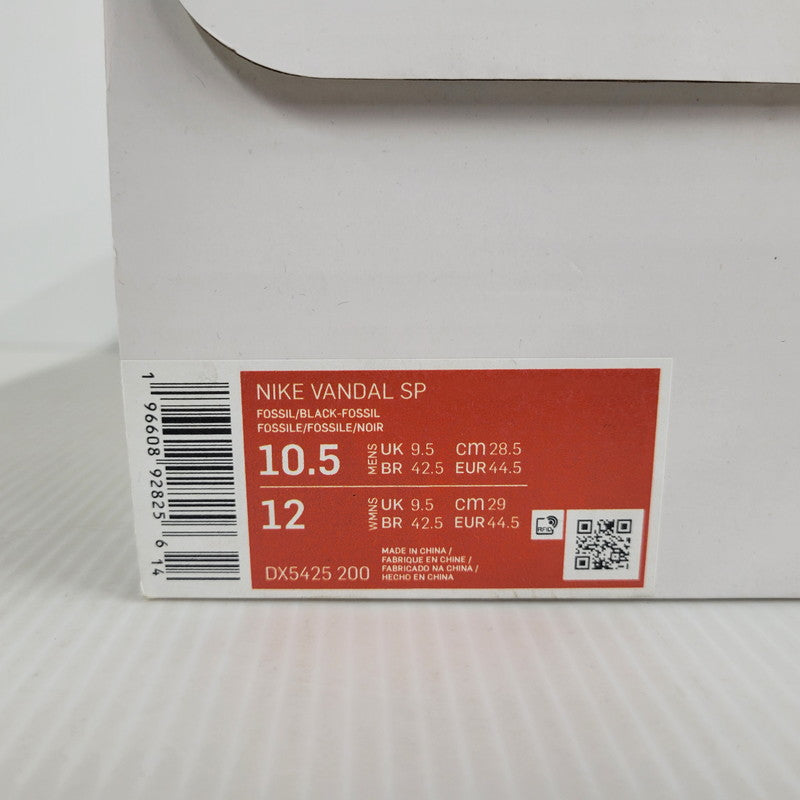 1 96608 92825 6 14
NIKE VANDAL SP
FOSSIL/BLACK-FOSSIL
FOSSILE/FOSSILE/NOIR
10.5 MENS UK 9.5 CM 28.5
BR 42.5 EUR 44.5
12 WMNS UK 9.5 CM 29
BR 42.5 EUR 44.5
RFID
DX5425 200
MADE IN CHINA /
FABRIQUE EN CHINE /
FABRICADO NA CHINA /
HECHO EN CHINA